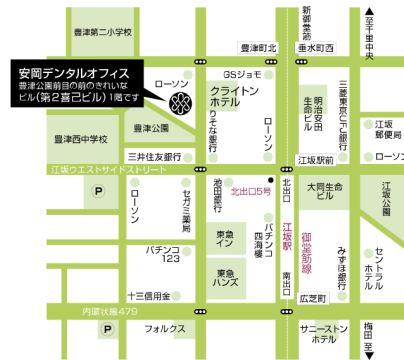 新御堂筋
▲至千里中央
豊津第二小学校
豊津町北
垂水町西
安岡デンタルオフィス
豊津公園前目の前のきれいな
ビル(第2喜己ビル)1階です
ローソン
GSジョモ
クライトン
ホテル
りそな銀行
ローソン
明治安田
生命ビル
三菱東京UFJ銀行
江坂
郵便局
ローソン
豊津公園
豊津西中学校
三井住友銀行
江坂駅前
江坂ウエストサイドストリート
P
ローソン
セガミ薬局
池田銀行
北出口5号
北出口
大同生命
ビル
江坂公園
パチンコ
四海樓
江坂駅
御堂筋線
東急
イン
パチンコ
123
東急
ハンズ
南出口
みずほ銀行
セントラル
ホテル
十三信用金
広芝町
内環状線479
P
フォルクス
サニーストン
ホテル
梅田至▼